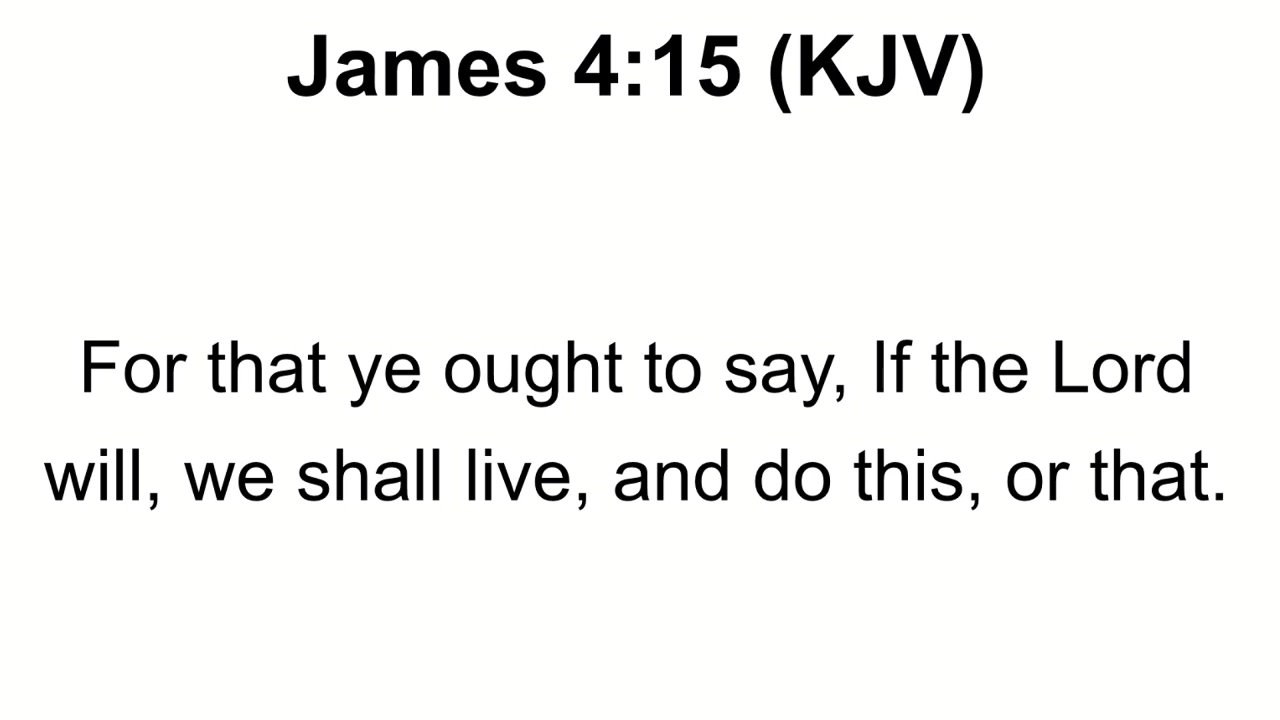 James 4:15 (KJV)
For that ye ought to say, If the Lord
will, we shall live, and do this, or that.